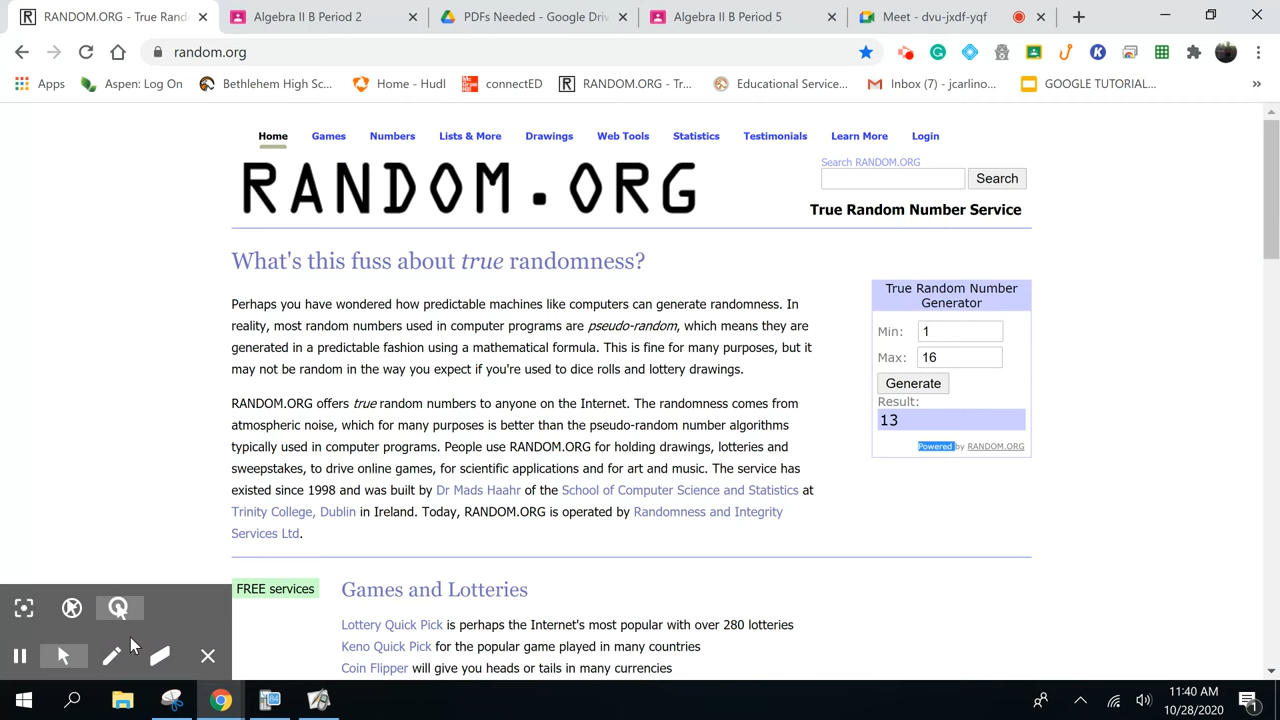 RANDOM.ORG - True Rand
Algebra II B Period 2
PDFs Needed - Google Driv
Algebra II B Period 5
Meet - dvu-jxdf-yqf
random.org
Apps
Aspen: Log On
Bethlehem High Sc...
Home - Hudl
connectED
RANDOM.ORG - Tr...
Educational Service...
Inbox (7) - jcarlino...
GOOGLE TUTORIAL...
»
Home
Games
Numbers
Lists & More
Drawings
Web Tools
Statistics
Testimonials
Learn More
Login
RANDOM.ORG
Search RANDOM.ORG
Search
True Random Number Service
What's this fuss about true randomness?
Perhaps you have wondered how predictable machines like computers can generate randomness. In
reality, most random numbers used in computer programs are pseudo-random, which means they are
generated in a predictable fashion using a mathematical formula. This is fine for many purposes, but it
may not be random in the way you expect if you're used to dice rolls and lottery drawings.
RANDOM.ORG offers true random numbers to anyone on the Internet. The randomness comes from
atmospheric noise, which for many purposes is better than the pseudo-random number algorithms
typically used in computer programs. People use RANDOM.ORG for holding drawings, lotteries and
sweepstakes, to drive online games, for scientific applications and for art and music. The service has
existed since 1998 and was built by Dr Mads Haahr of the School of Computer Science and Statistics at
Trinity College, Dublin in Ireland. Today, RANDOM.ORG is operated by Randomness and Integrity
Services Ltd.
True Random Number
Generator
Min: 1
Max: 16
Generate
Result:
13
Powered by RANDOM.ORG
FREE services
Games and Lotteries
Lottery Quick Pick is perhaps the Internet's most popular with over 280 lotteries
Keno Quick Pick for the popular game played in many countries
Coin Flipper will give you heads or tails in many currencies
11:40 AM
10/28/2020
1